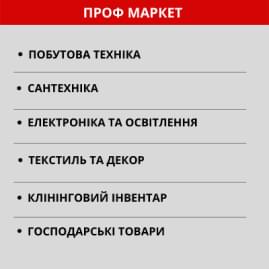 ПРОФ МАРКЕТ
• ПОБУТОВА ТЕХНІКА
• САНТЕХНІКА
• ЕЛЕКТРОНІКА ТА ОСВІТЛЕННЯ
• ТЕКСТИЛЬ ТА ДЕКОР
• КЛІНІНГОВИЙ ІНВЕНТАР
• ГОСПОДАРСЬКІ ТОВАРИ